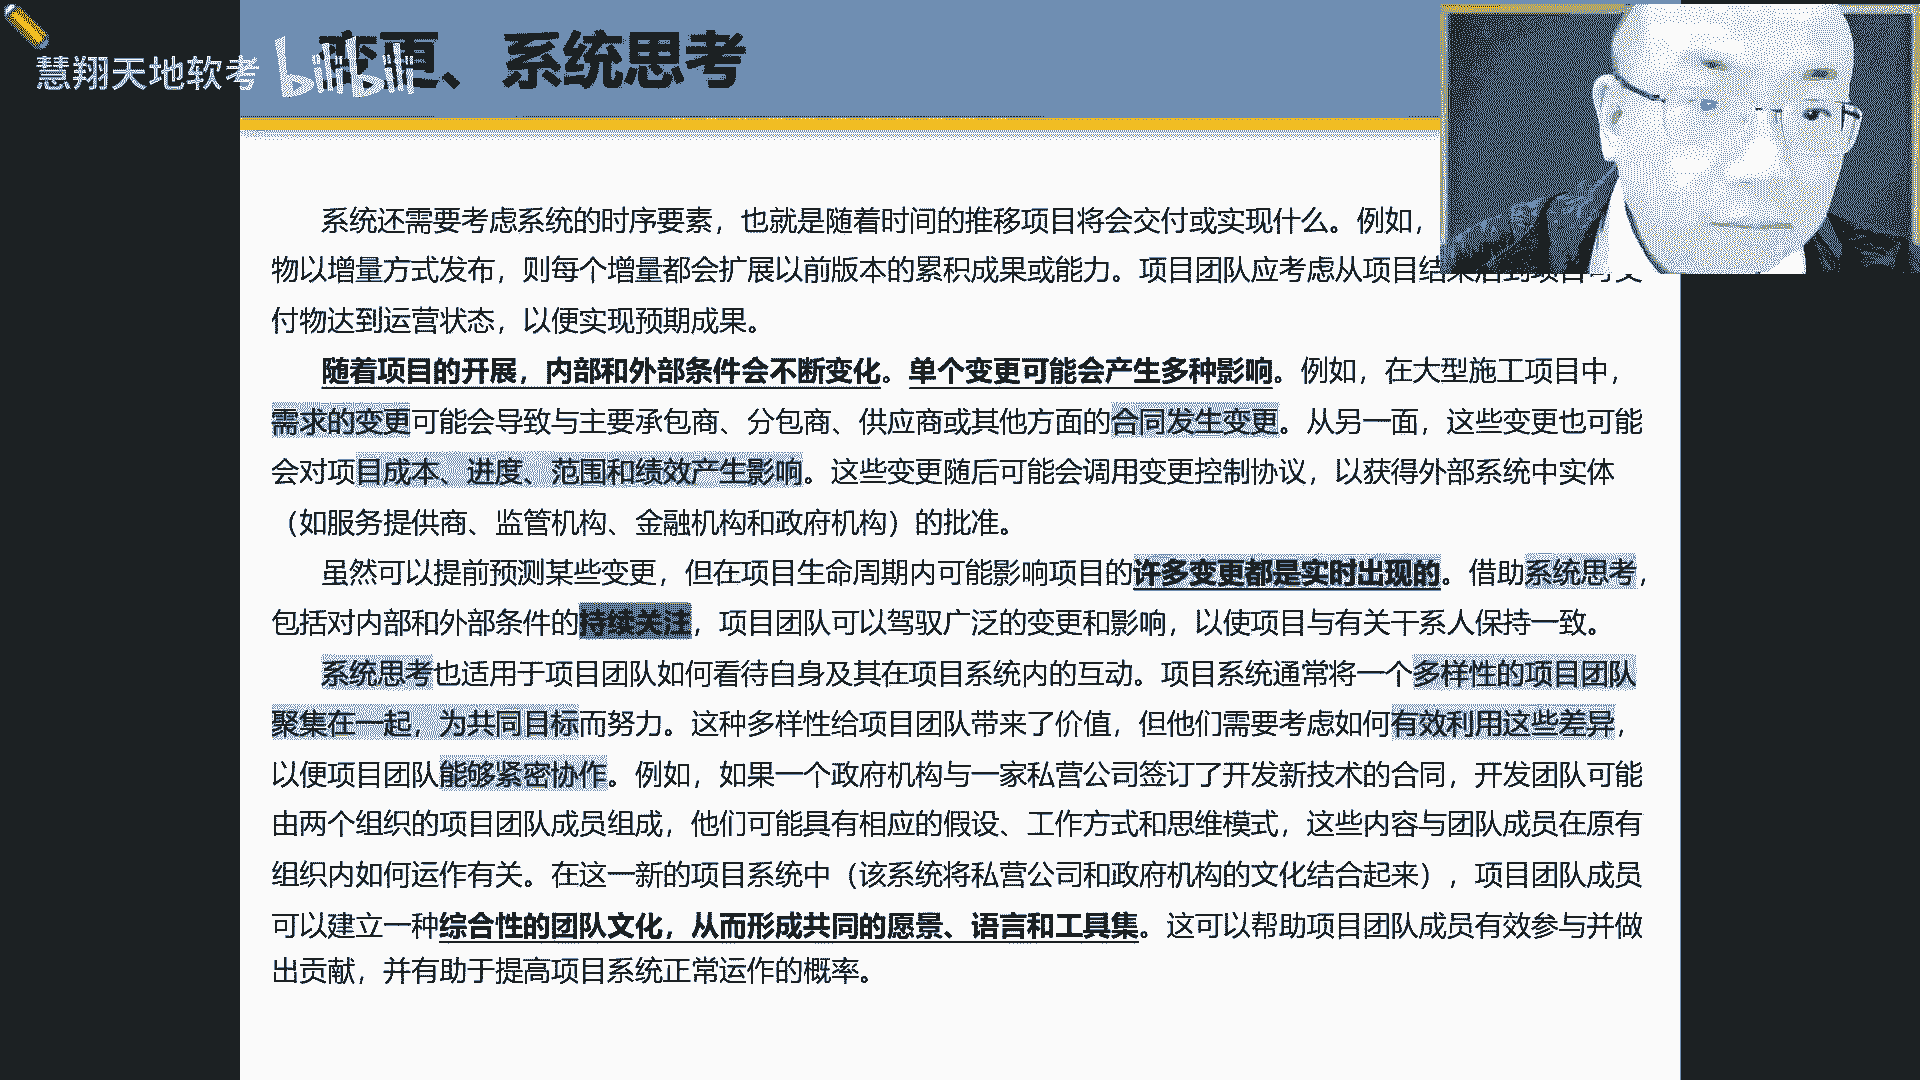 慧翔天地软考 bilibili
变更、系统思考
系统还需要考虑系统的时序要素，也就是随着时间的推移项目将会交付或实现什么。例如，
物以增量方式发布，则每个增量都会扩展以前版本的累积成果或能力。项目团队应考虑从项目结束后到项目可交
付物达到运营状态，以便实现预期成果。
随着项目的开展，内部和外部条件会不断变化。单个变更可能会产生多种影响。例如，在大型施工项目中，
需求的变更可能会导致与主要承包商、分包商、供应商或其他方面的合同发生变更。从另一面，这些变更也可能
会对项目成本、进度、范围和绩效产生影响。这些变更随后可能会调用变更控制协议，以获得外部系统中实体
（如服务提供商、监管机构、金融机构和政府机构）的批准。
虽然可以提前预测某些变更，但在项目生命周期内可能影响项目的许多变更都是实时出现的。借助系统思考，
包括对内部和外部条件的持续关注，项目团队可以驾驭广泛的变更和影响，以使项目与有关干系人保持一致。
系统思考也适用于项目团队如何看待自身及其在项目系统内的互动。项目系统通常将一个多样性的项目团队
聚集在一起，为共同目标而努力。这种多样性给项目团队带来了价值，但他们需要考虑如何有效利用这些差异，
以便项目团队能够紧密协作。例如，如果一个政府机构与一家私营公司签订了开发新技术的合同，开发团队可能
由两个组织的项目团队成员组成，他们可能具有相应的假设、工作方式和思维模式，这些内容与团队成员在原有
组织内如何运作有关。在这一新的项目系统中（该系统将私营公司和政府机构的文化结合起来），项目团队成员
可以建立一种综合性的团队文化，从而形成共同的愿景、语言和工具集。这可以帮助项目团队成员有效参与并做
出贡献，并有助于提高项目系统正常运作的概率。